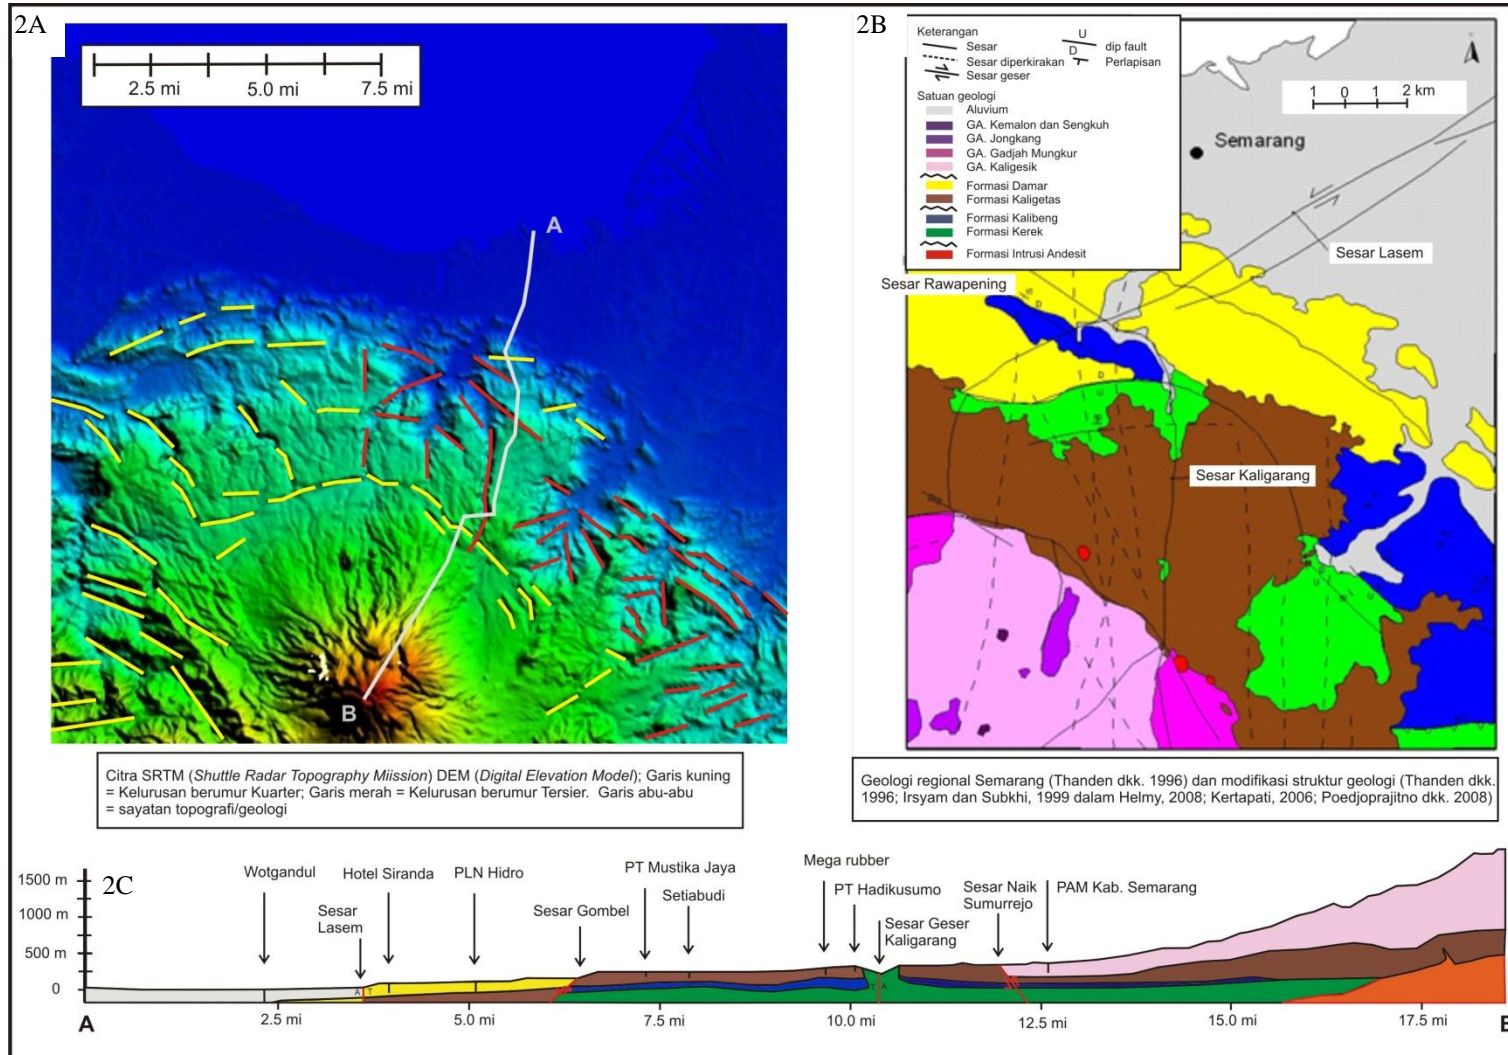 2A
2.5 mi
5.0 mi
7.5 mi
A
B
Citra SRTM (Shuttle Radar Topography Miission) DEM (Digital Elevation Model); Garis kuning
= Kelurusan berumur Kuarter; Garis merah = Kelurusan berumur Tersier. Garis abu-abu
= sayatan topografi/geologi
2B
Keterangan
Sesar
Sesar diperkirakan
Sesar geser
U
D
dip fault
Perlapisan
Satuan geologi
Aluvium
GA. Kemalon dan Sengkuh
GA. Jongkang
GA. Gadjah Mungkur
GA. Kaligesik
Formasi Damar
Formasi Kaligetas
Formasi Kalibeng
Formasi Kerek
Formasi Intrusi Andesit
1 0 1 2 km
Semarang
Sesar Lasem
Sesar Rawapening
Sesar Kaligarang
Geologi regional Semarang (Thanden dkk. 1996) dan modifikasi struktur geologi (Thanden dkk.
1996; Irsyam dan Subkhi, 1999 dalam Helmy, 2008; Kertapati, 2006; Poedjoprajitno dkk. 2008)
2C
1500 m
1000 m
500 m
0
Wotgandul
Sesar
Lasem
Hotel Siranda
PLN Hidro
Sesar Gombel
PT Mustika Jaya
Setiabudi
Mega rubber
PT Hadikusumo
Sesar Geser
Kaligarang
Sesar Naik
Sumurrejo
PAM Kab. Semarang
A T
T A
A
2.5 mi
5.0 mi
7.5 mi
10.0 mi
12.5 mi
15.0 mi
17.5 mi
B